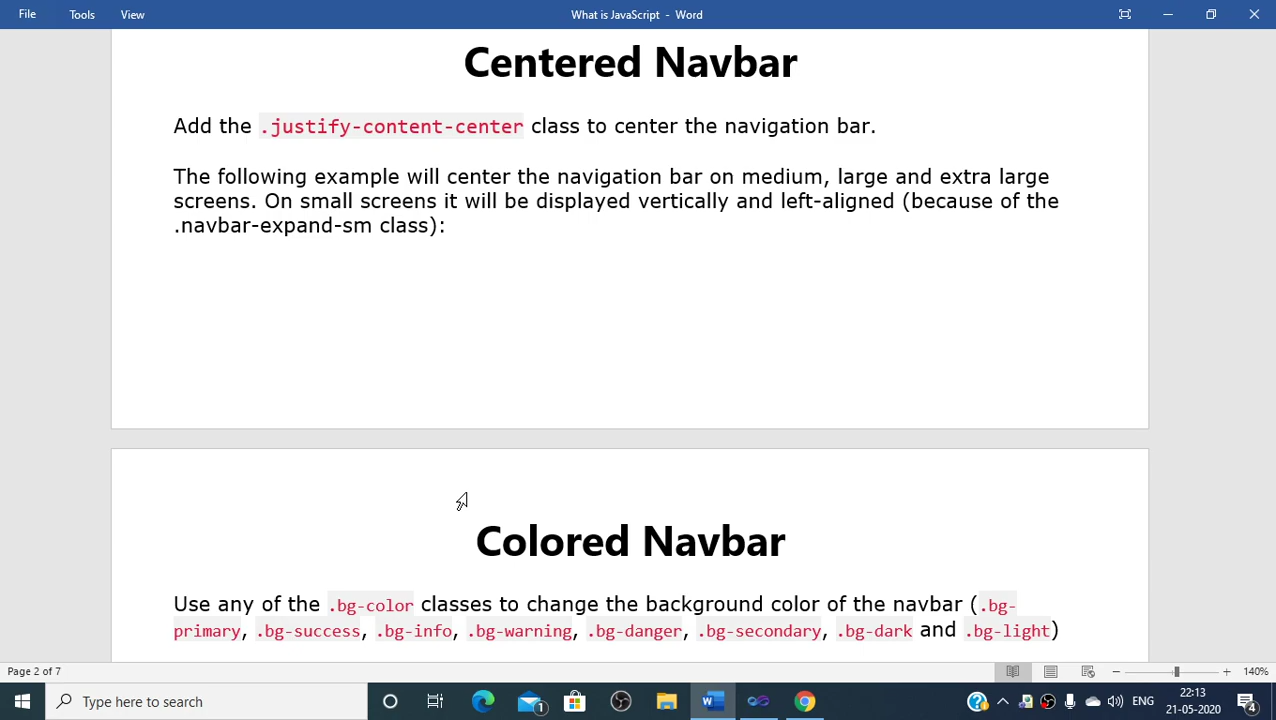 File Tools View What is JavaScript - Word
Centered Navbar
Add the .justify-content-center class to center the navigation bar.
The following example will center the navigation bar on medium, large and extra large
screens. On small screens it will be displayed vertically and left-aligned (because of the
.navbar-expand-sm class):
Colored Navbar
Use any of the .bg-color classes to change the background color of the navbar (.bg-
primary, .bg-success, .bg-info, .bg-warning, .bg-danger, .bg-secondary, .bg-dark and .bg-light)
Page 2 of 7 140%
Type here to search 1 ENG 22:13
21-05-2020 4